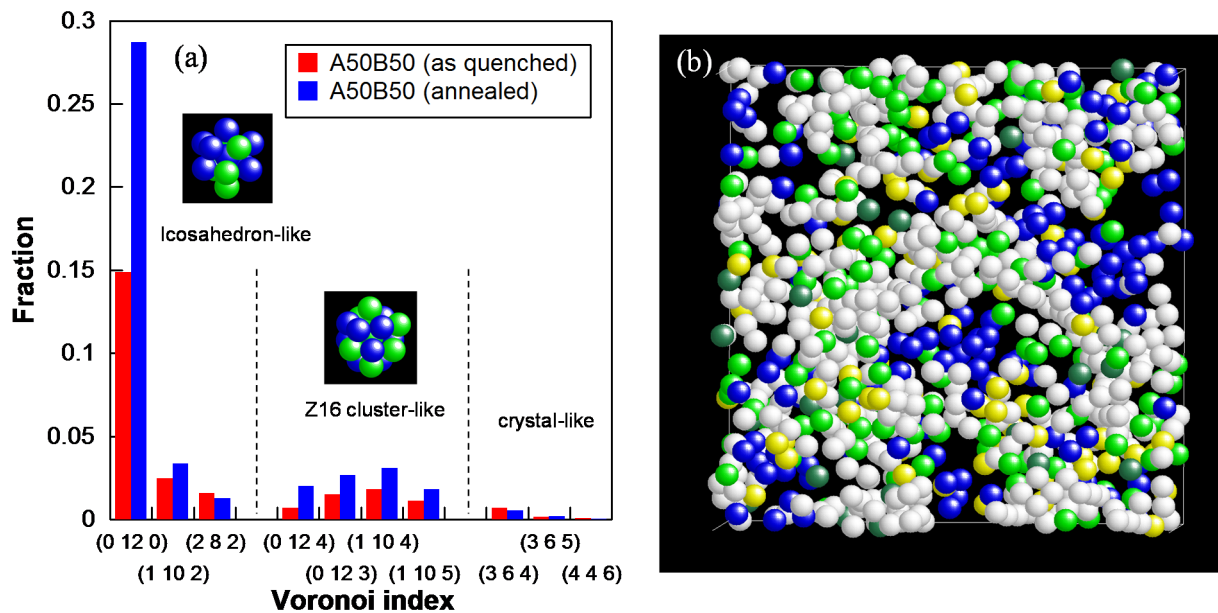 (a)
A50B50 (as quenched)
A50B50 (annealed)
Icosahedron-like
Z16 cluster-like
crystal-like
Fraction
0.3
0.25
0.2
0.15
0.1
0.05
0
(0 12 0) (2 8 2) (0 12 4) (1 10 4) (3 6 5)
(1 10 2) (0 12 3) (1 10 5) (3 6 4) (4 4 6)
Voronoi index
(b)